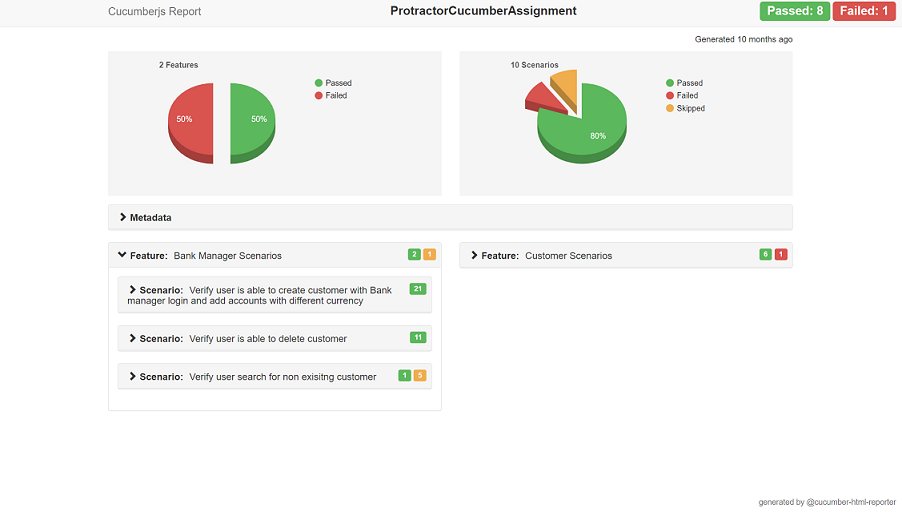 Cucumberjs Report
ProtractorCucumberAssignment
Passed: 8 Failed: 1
Generated 10 months ago
2 Features
50%
50%
Passed
Failed
10 Scenarios
80%
Passed
Failed
Skipped
Metadata
Feature: Bank Manager Scenarios 2 1
Scenario: Verify user is able to create customer with Bank 21
manager login and add accounts with different currency
Scenario: Verify user is able to delete customer 11
Scenario: Verify user search for non exisitng customer 1 5
Feature: Customer Scenarios 6 1
generated by @cucumber-html-reporter